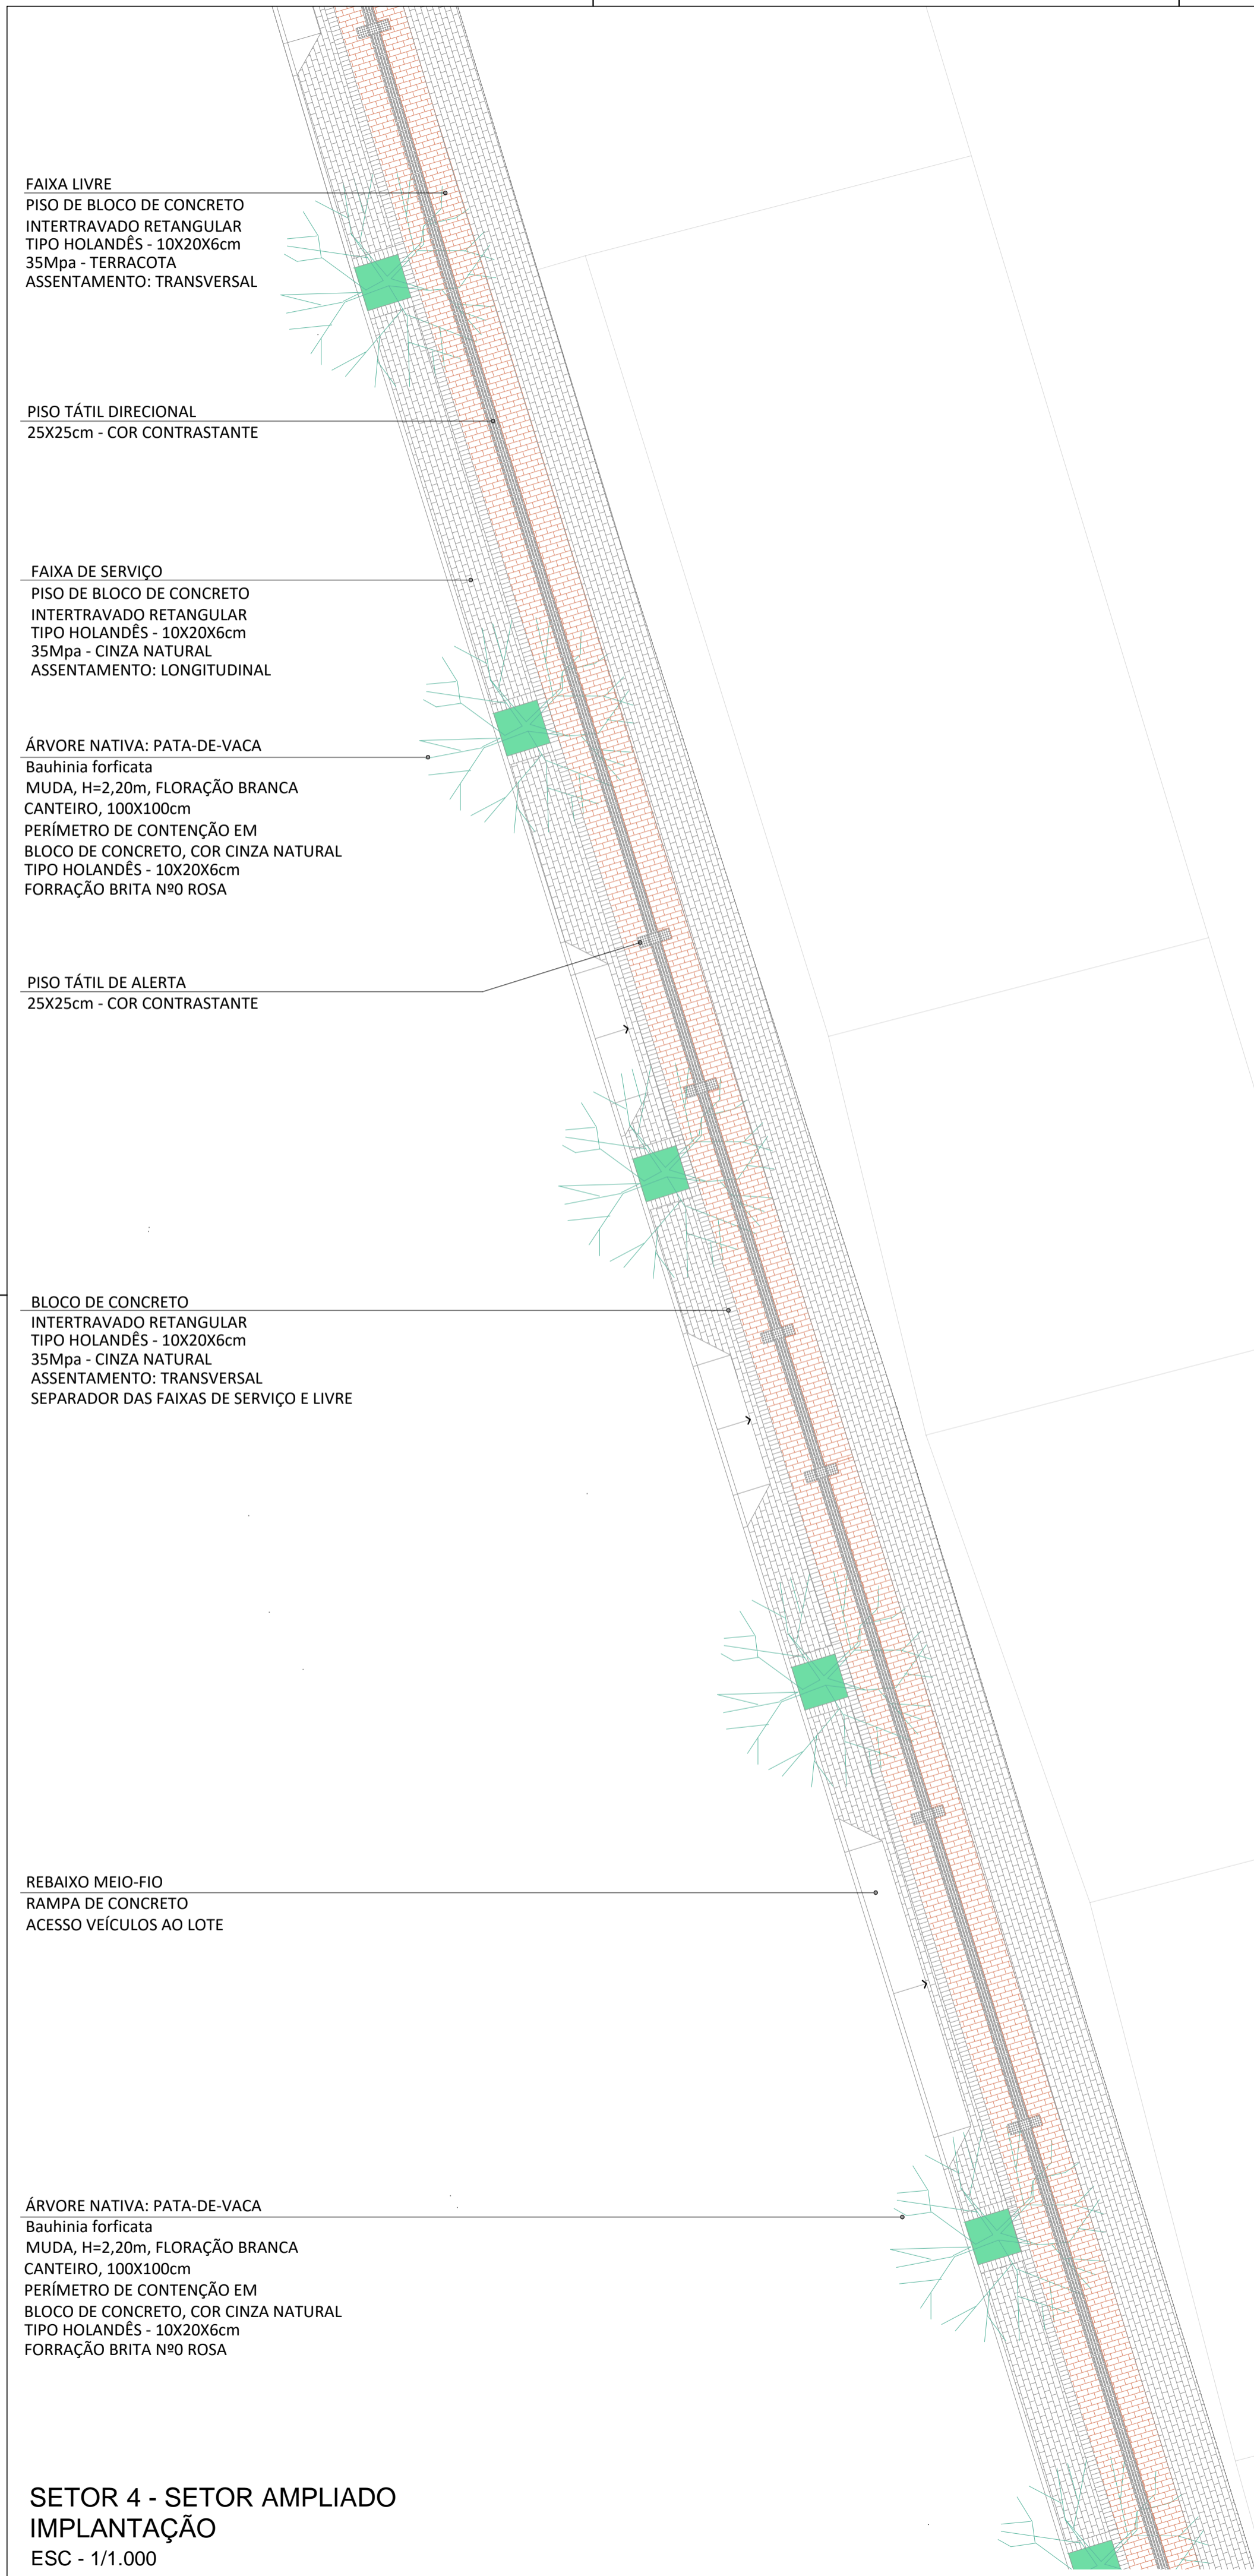 FAIXA LIVRE
PISO DE BLOCO DE CONCRETO
INTERTRAVADO RETANGULAR
TIPO HOLANDÊS - 10X20X6cm
35Mpa - TERRACOTA
ASSENTAMENTO: TRANSVERSAL
PISO TÁTIL DIRECIONAL
25X25cm - COR CONTRASTANTE
FAIXA DE SERVIÇO
PISO DE BLOCO DE CONCRETO
INTERTRAVADO RETANGULAR
TIPO HOLANDÊS - 10X20X6cm
35Mpa - CINZA NATURAL
ASSENTAMENTO: LONGITUDINAL
ÁRVORE NATIVA: PATA-DE-VACA
Bauhinia forficata
MUDA, H=2,20m, FLORAÇÃO BRANCA
CANTEIRO, 100X100cm
PERÍMETRO DE CONTENÇÃO EM
BLOCO DE CONCRETO, COR CINZA NATURAL
TIPO HOLANDÊS - 10X20X6cm
FORRAÇÃO BRITA Nº0 ROSA
PISO TÁTIL DE ALERTA
25X25cm - COR CONTRASTANTE
BLOCO DE CONCRETO
INTERTRAVADO RETANGULAR
TIPO HOLANDÊS - 10X20X6cm
35Mpa - CINZA NATURAL
ASSENTAMENTO: TRANSVERSAL
SEPARADOR DAS FAIXAS DE SERVIÇO E LIVRE
REBAIXO MEIO-FIO
RAMPA DE CONCRETO
ACESSO VEÍCULOS AO LOTE
ÁRVORE NATIVA: PATA-DE-VACA
Bauhinia forficata
MUDA, H=2,20m, FLORAÇÃO BRANCA
CANTEIRO, 100X100cm
PERÍMETRO DE CONTENÇÃO EM
BLOCO DE CONCRETO, COR CINZA NATURAL
TIPO HOLANDÊS - 10X20X6cm
FORRAÇÃO BRITA Nº0 ROSA
SETOR 4 - SETOR AMPLIADO
IMPLANTAÇÃO
ESC - 1/1.000